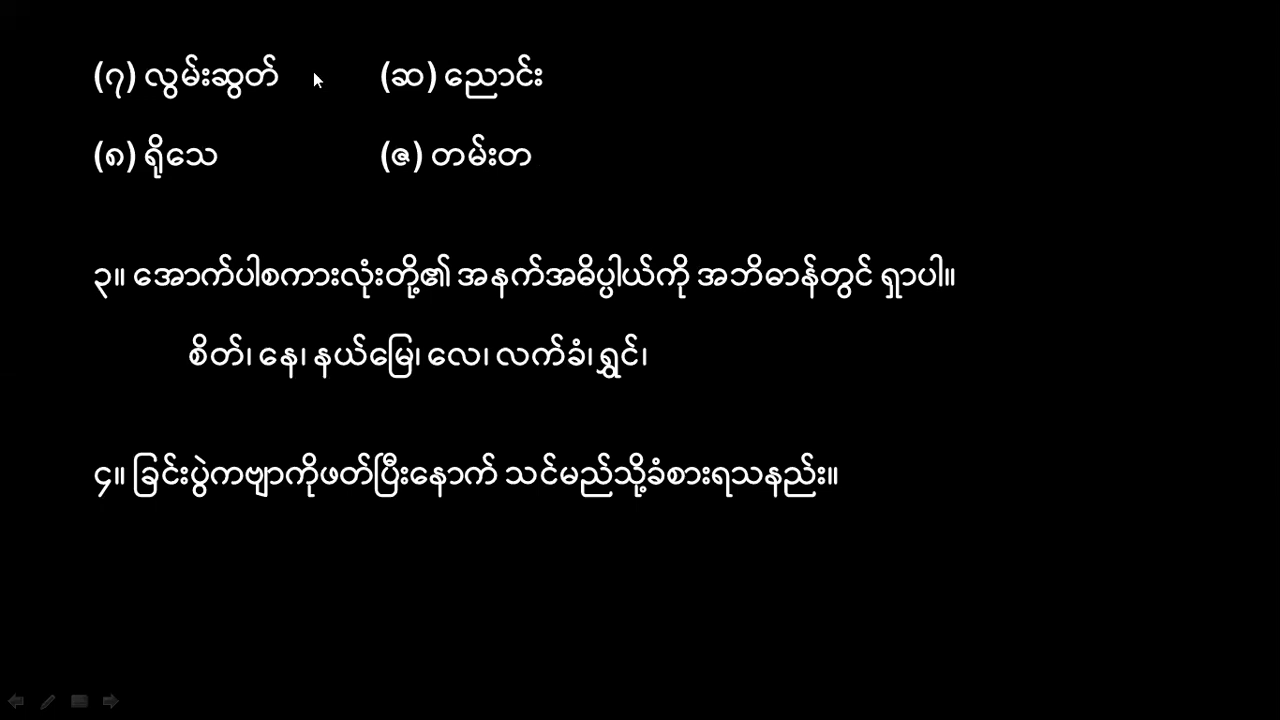 (၇) လွမ်းဆွတ် (ဆ) ညောင်း
(၈) ရိုသေ (ဇ) တမ်းတ
၃။ အောက်ပါစကားလုံးတို့၏ အနက်အဓိပ္ပါယ်ကို အဘိဓာန်တွင် ရှာပါ။
စိတ်၊ နေ၊ နယ်မြေ၊ လေ၊ လက်ခံ၊ ရွှင်၊
၄။ ခြင်းပွဲကဗျာကိုဖတ်ပြီးနောက် သင်မည်သို့ခံစားရသနည်း။